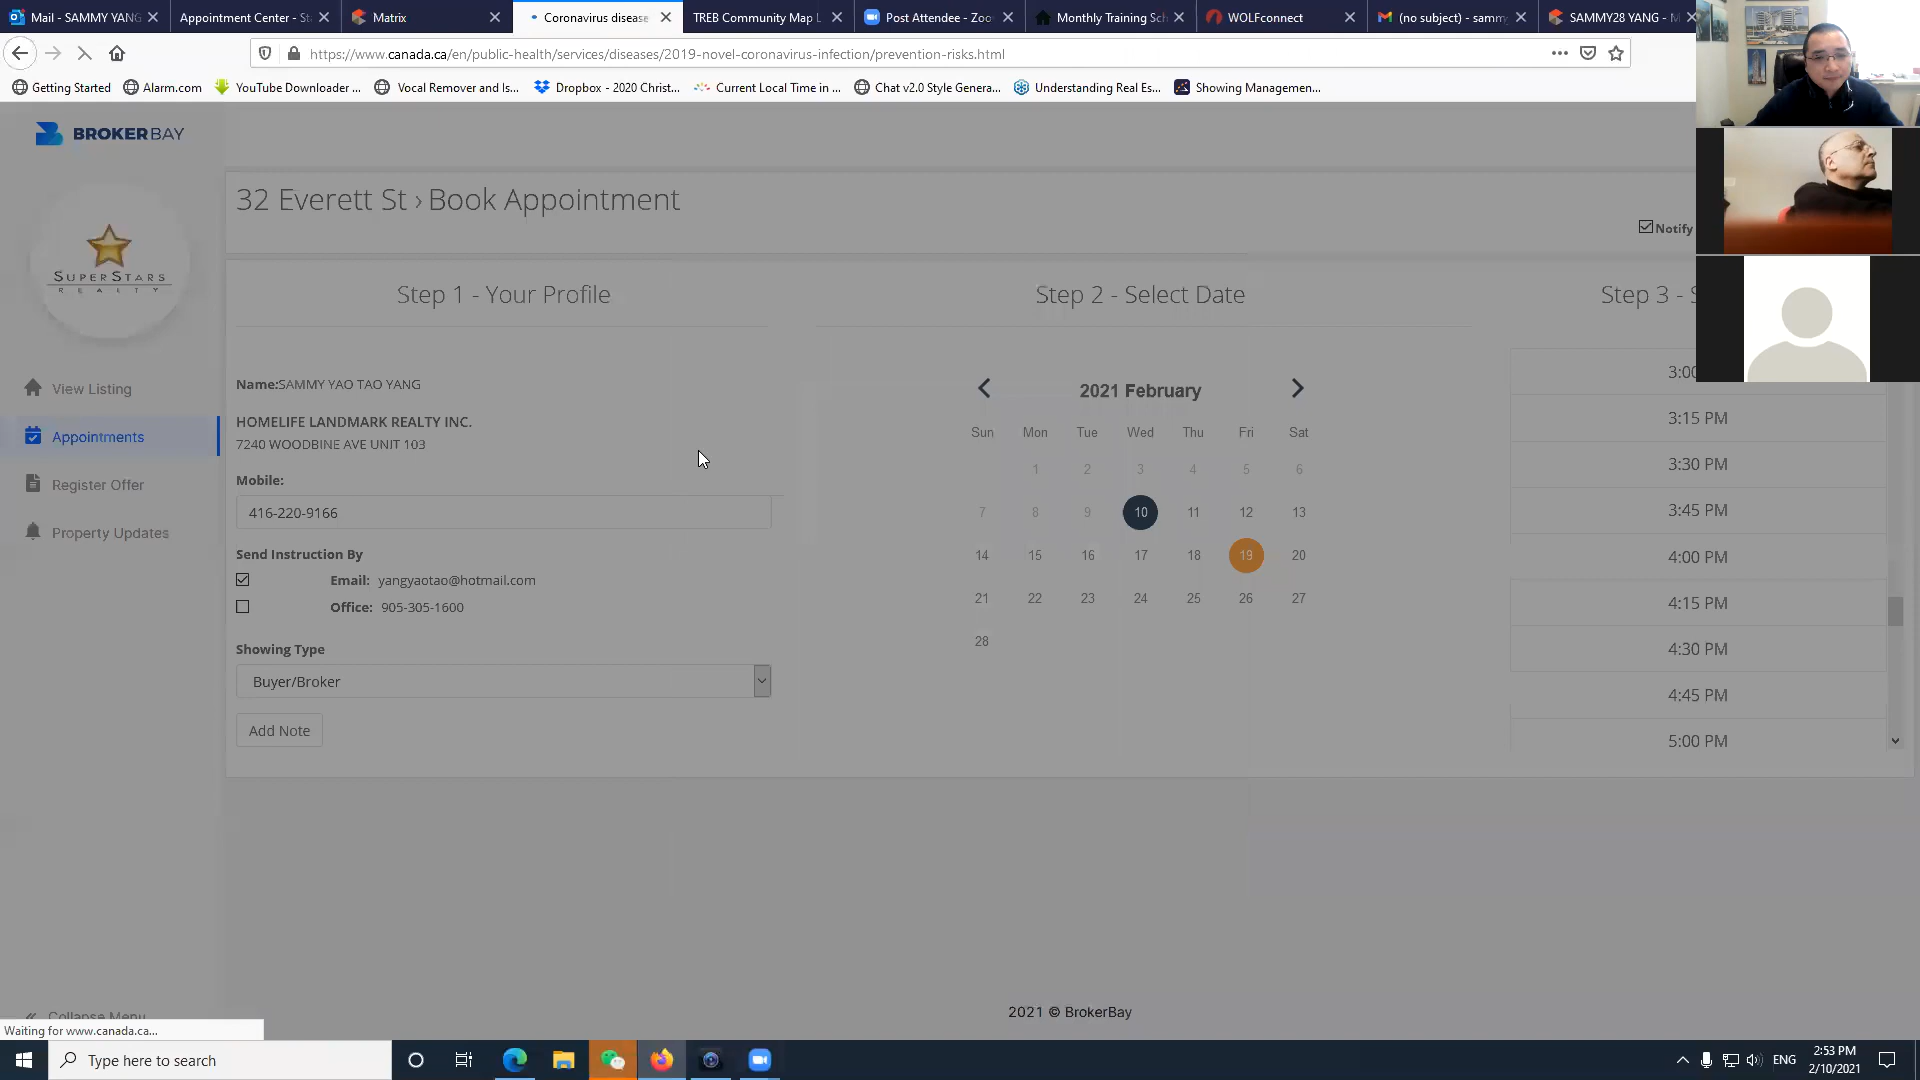 Mail - SAMMY YANG
Appointment Center - St
Matrix
Coronavirus disease
TREB Community Map L
Post Attendee - Zoo
Monthly Training Sch
WOLFconnect
(no subject) - sammy
SAMMY28 YANG - M
https://www.canada.ca/en/public-health/services/diseases/2019-novel-coronavirus-infection/prevention-risks.html
Getting Started
Alarm.com
YouTube Downloader ...
Vocal Remover and Is...
Dropbox - 2020 Christ...
Current Local Time in ...
Chat v2.0 Style Genera...
Understanding Real Es...
Showing Managemen...
BROKERBAY
32 Everett St › Book Appointment
Notify
SUPERSTARS
REALTY
View Listing
Appointments
Register Offer
Property Updates
Collapse Menu
Step 1 - Your Profile
Name:SAMMY YAO TAO YANG
HOMELIFE LANDMARK REALTY INC.
7240 WOODBINE AVE UNIT 103
Mobile:
416-220-9166
Send Instruction By
Email: yangyaotao@hotmail.com
Office: 905-305-1600
Showing Type
Buyer/Broker
Add Note
Step 2 - Select Date
2021 February
Sun Mon Tue Wed Thu Fri Sat
1 2 3 4 5 6
7 8 9 10 11 12 13
14 15 16 17 18 19 20
21 22 23 24 25 26 27
28
Step 3 - S
3:00
3:15 PM
3:30 PM
3:45 PM
4:00 PM
4:15 PM
4:30 PM
4:45 PM
5:00 PM
2021 © BrokerBay
Waiting for www.canada.ca...
Type here to search
ENG
2:53 PM
2/10/2021